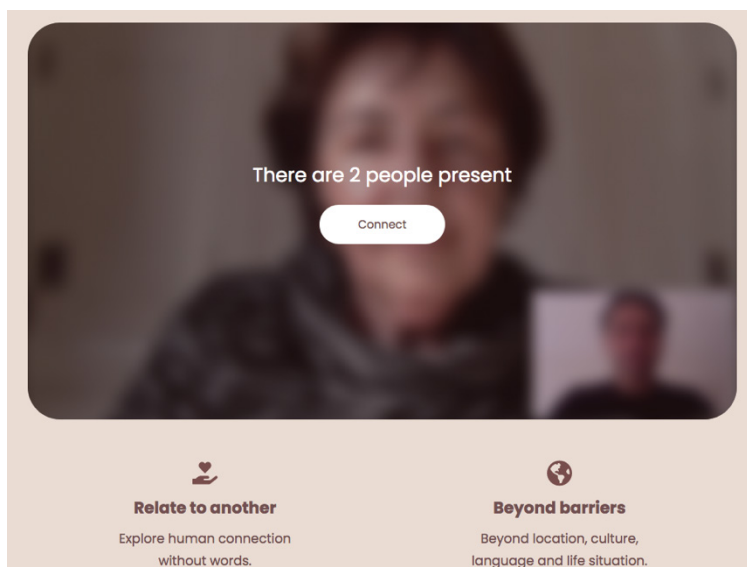 There are 2 people present
Connect
Relate to another
Explore human connection
without words.
Beyond barriers
Beyond location, culture,
language and life situation.